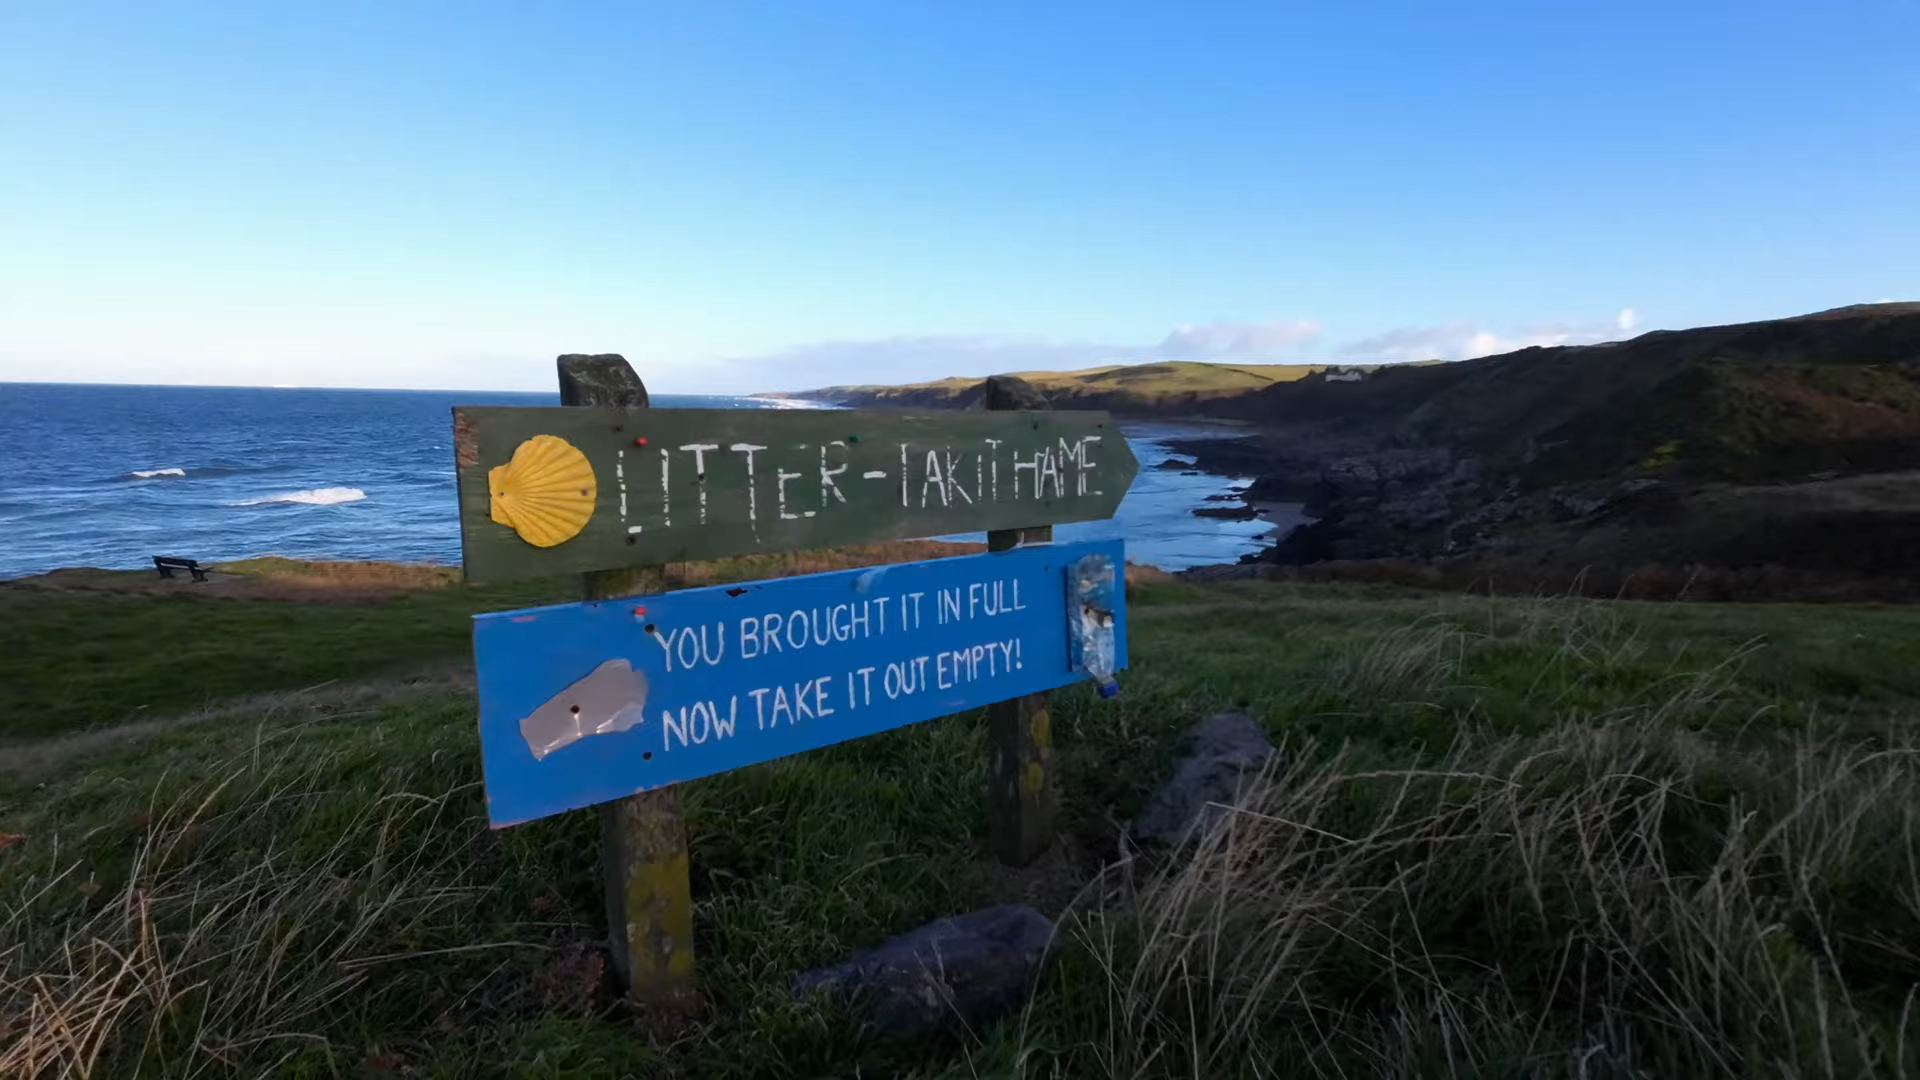 LITTER - TAK IT HAME
YOU BROUGHT IT IN FULL
NOW TAKE IT OUT EMPTY!